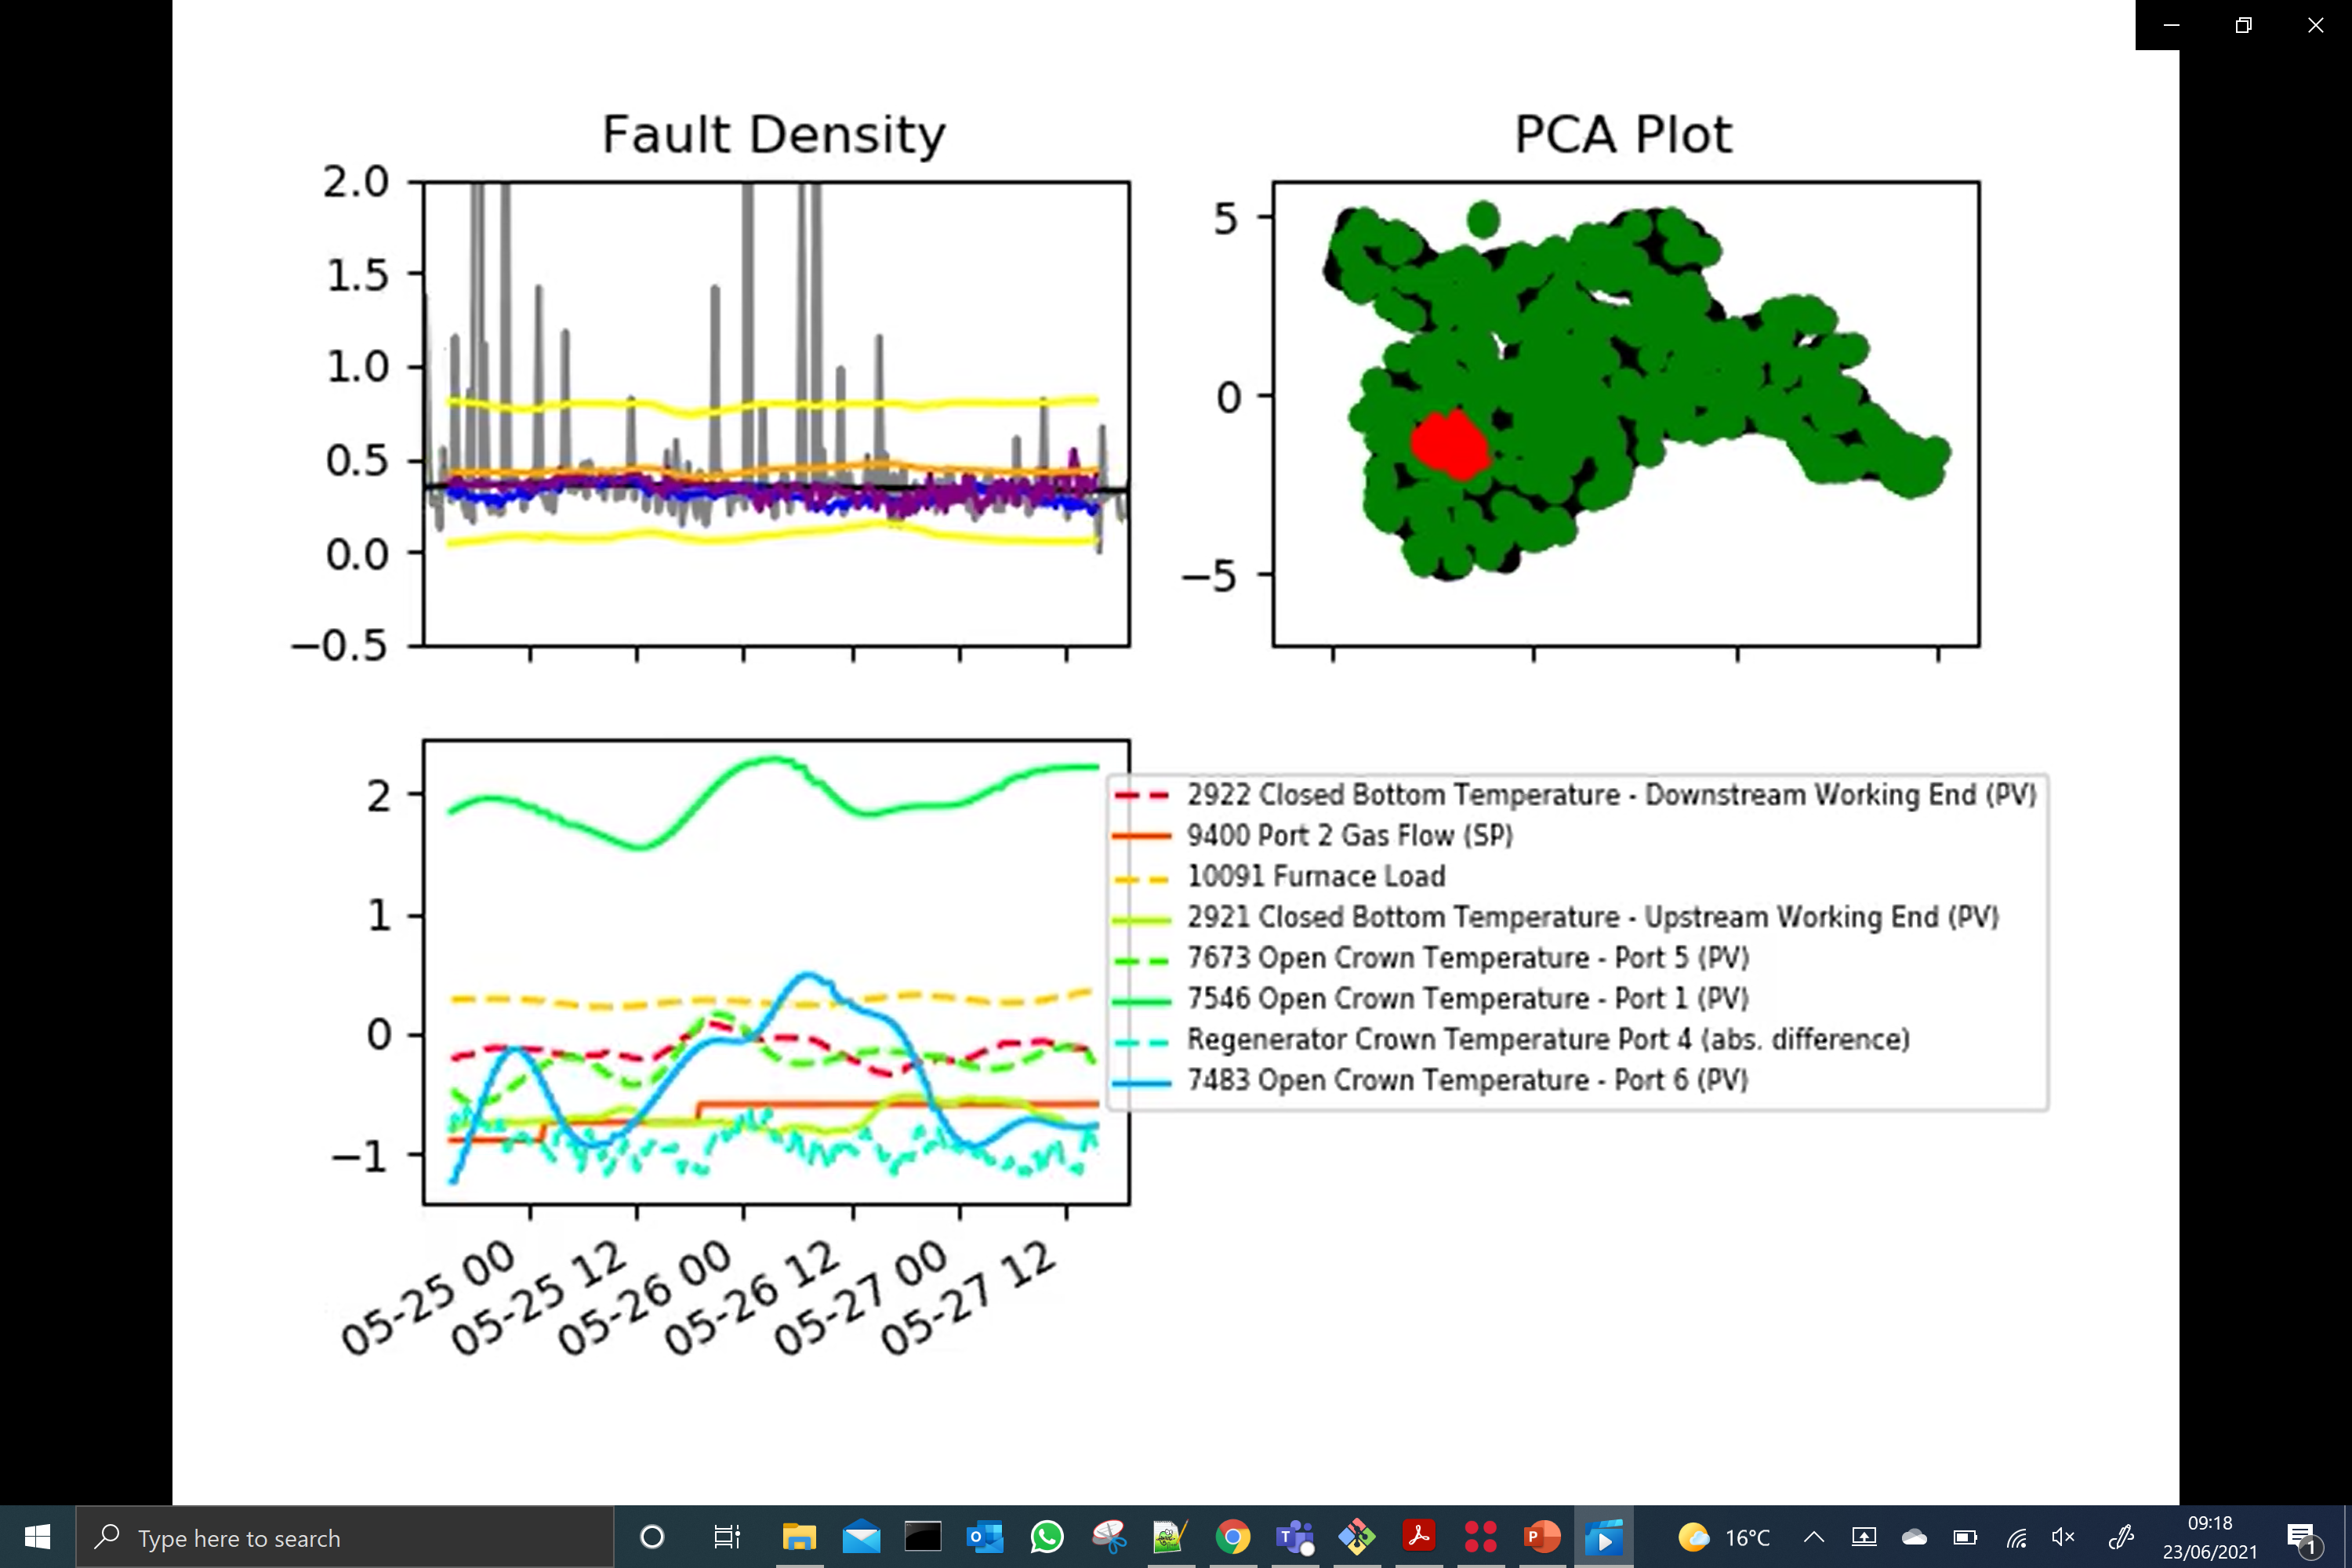 Fault Density
PCA Plot
2.0
1.5
1.0
0.5
0.0
−0.5
5
0
−5
2
1
0
−1
2922 Closed Bottom Temperature - Downstream Working End (PV)
9400 Port 2 Gas Flow (SP)
10091 Furnace Load
2921 Closed Bottom Temperature - Upstream Working End (PV)
7673 Open Crown Temperature - Port 5 (PV)
7546 Open Crown Temperature - Port 1 (PV)
Regenerator Crown Temperature Port 4 (abs. difference)
7483 Open Crown Temperature - Port 6 (PV)
05-25 00
05-25 12
05-26 00
05-26 12
05-27 00
05-27 12
Type here to search
16°C
09:18
23/06/2021
1